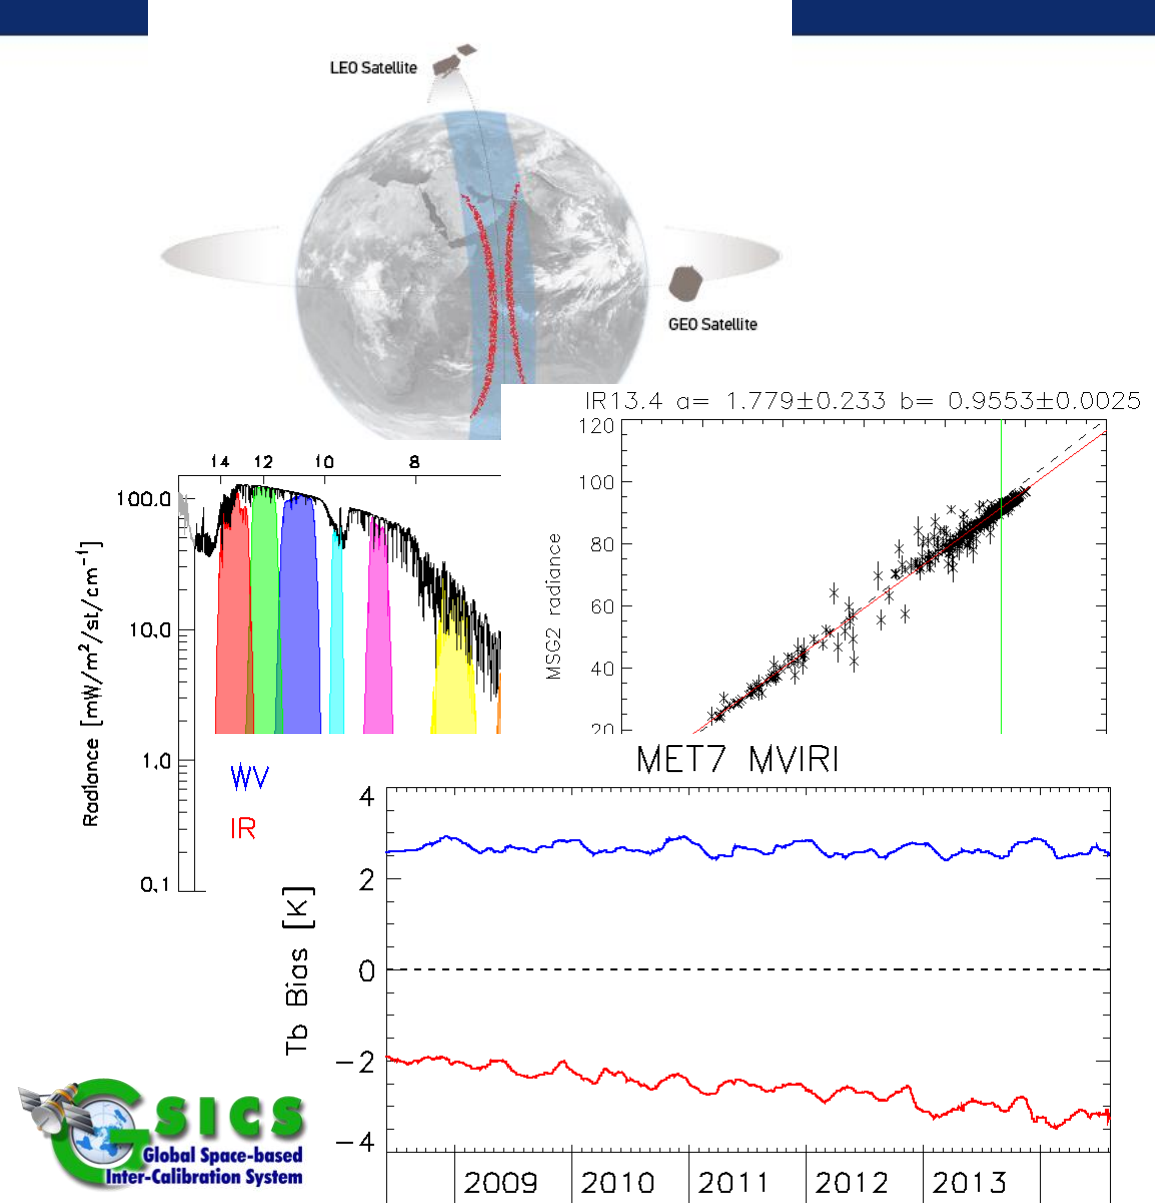 LEO Satellite
GEO Satellite
IR13.4 a= 1.779±0.233 b= 0.9553±0.0025
120
100
80
60
40
20
MSG2 radiance
14 12 10 8
100.0
10.0
1.0
0.1
Radiance [mW/m²/st/cm⁻¹]
WV
IR
MET7 MVIRI
4
2
0
−2
−4
Tb Bias [K]
2009 2010 2011 2012 2013
GSICS
Global Space-based
Inter-Calibration System